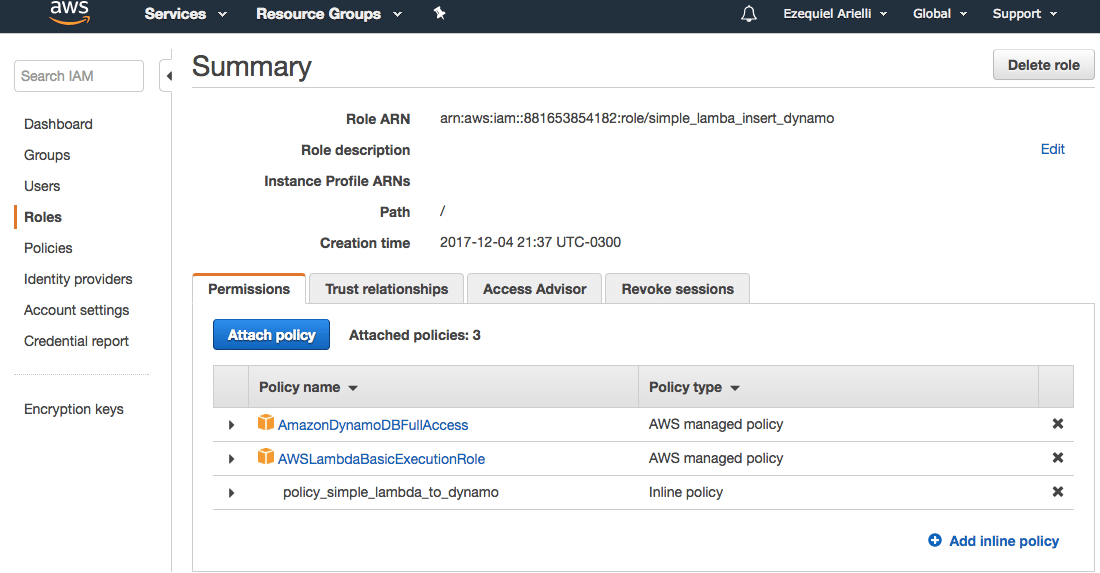 aws
Services Resource Groups Ezequiel Arielli Global Support
Search IAM
Summary
Delete role
Dashboard
Groups
Users
Roles
Policies
Identity providers
Account settings
Credential report
Encryption keys
Role ARN arn:aws:iam::881653854182:role/simple_lamba_insert_dynamo
Role description Edit
Instance Profile ARNs
Path /
Creation time 2017-12-04 21:37 UTC-0300
Permissions Trust relationships Access Advisor Revoke sessions
Attach policy Attached policies: 3
Policy name Policy type
AmazonDynamoDBFullAccess AWS managed policy
AWSLambdaBasicExecutionRole AWS managed policy
policy_simple_lambda_to_dynamo Inline policy
Add inline policy